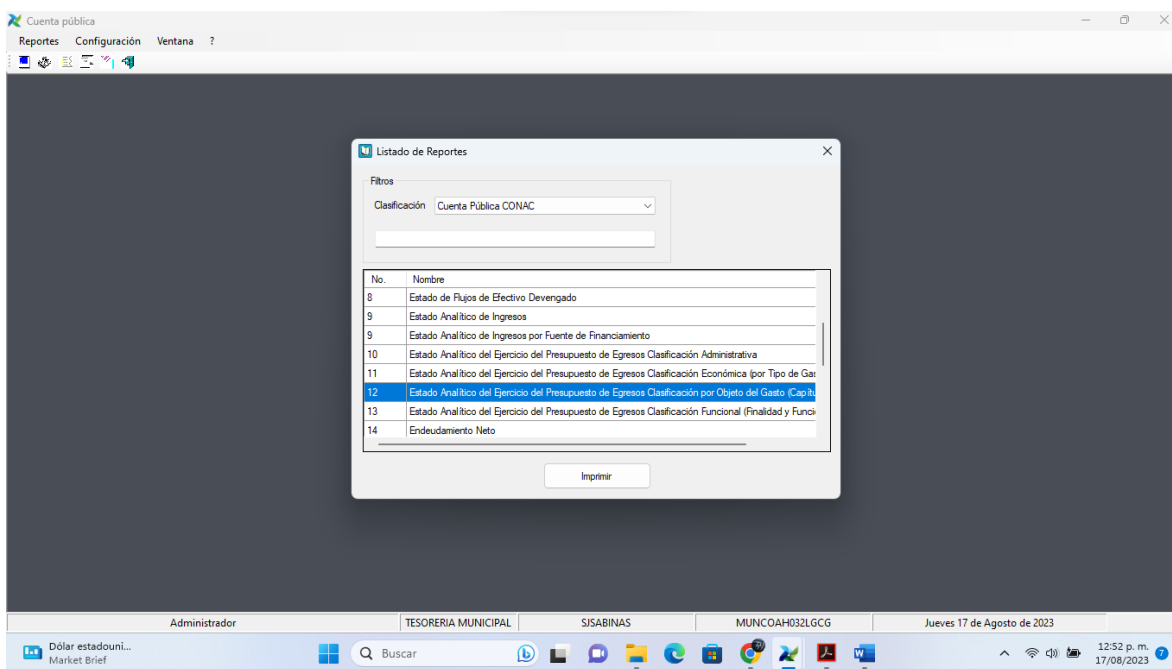 Cuenta pública
Reportes Configuración Ventana ?
Listado de Reportes
Filtros
Clasificación Cuenta Pública CONAC
No. Nombre
8 Estado de Flujos de Efectivo Devengado
9 Estado Analítico de Ingresos
9 Estado Analítico de Ingresos por Fuente de Financiamiento
10 Estado Analítico del Ejercicio del Presupuesto de Egresos Clasificación Administrativa
11 Estado Analítico del Ejercicio del Presupuesto de Egresos Clasificación Económica (por Tipo de Gas
12 Estado Analítico del Ejercicio del Presupuesto de Egresos Clasificación por Objeto del Gasto (Capítu
13 Estado Analítico del Ejercicio del Presupuesto de Egresos Clasificación Funcional (Finalidad y Funci
14 Endeudamiento Neto
Imprimir
Administrador TESORERIA MUNICIPAL SJSABINAS MUNCOAH032LGCG Jueves 17 de Agosto de 2023
Dólar estadouni...
Market Brief
Buscar
12:52 p. m.
17/08/2023
7